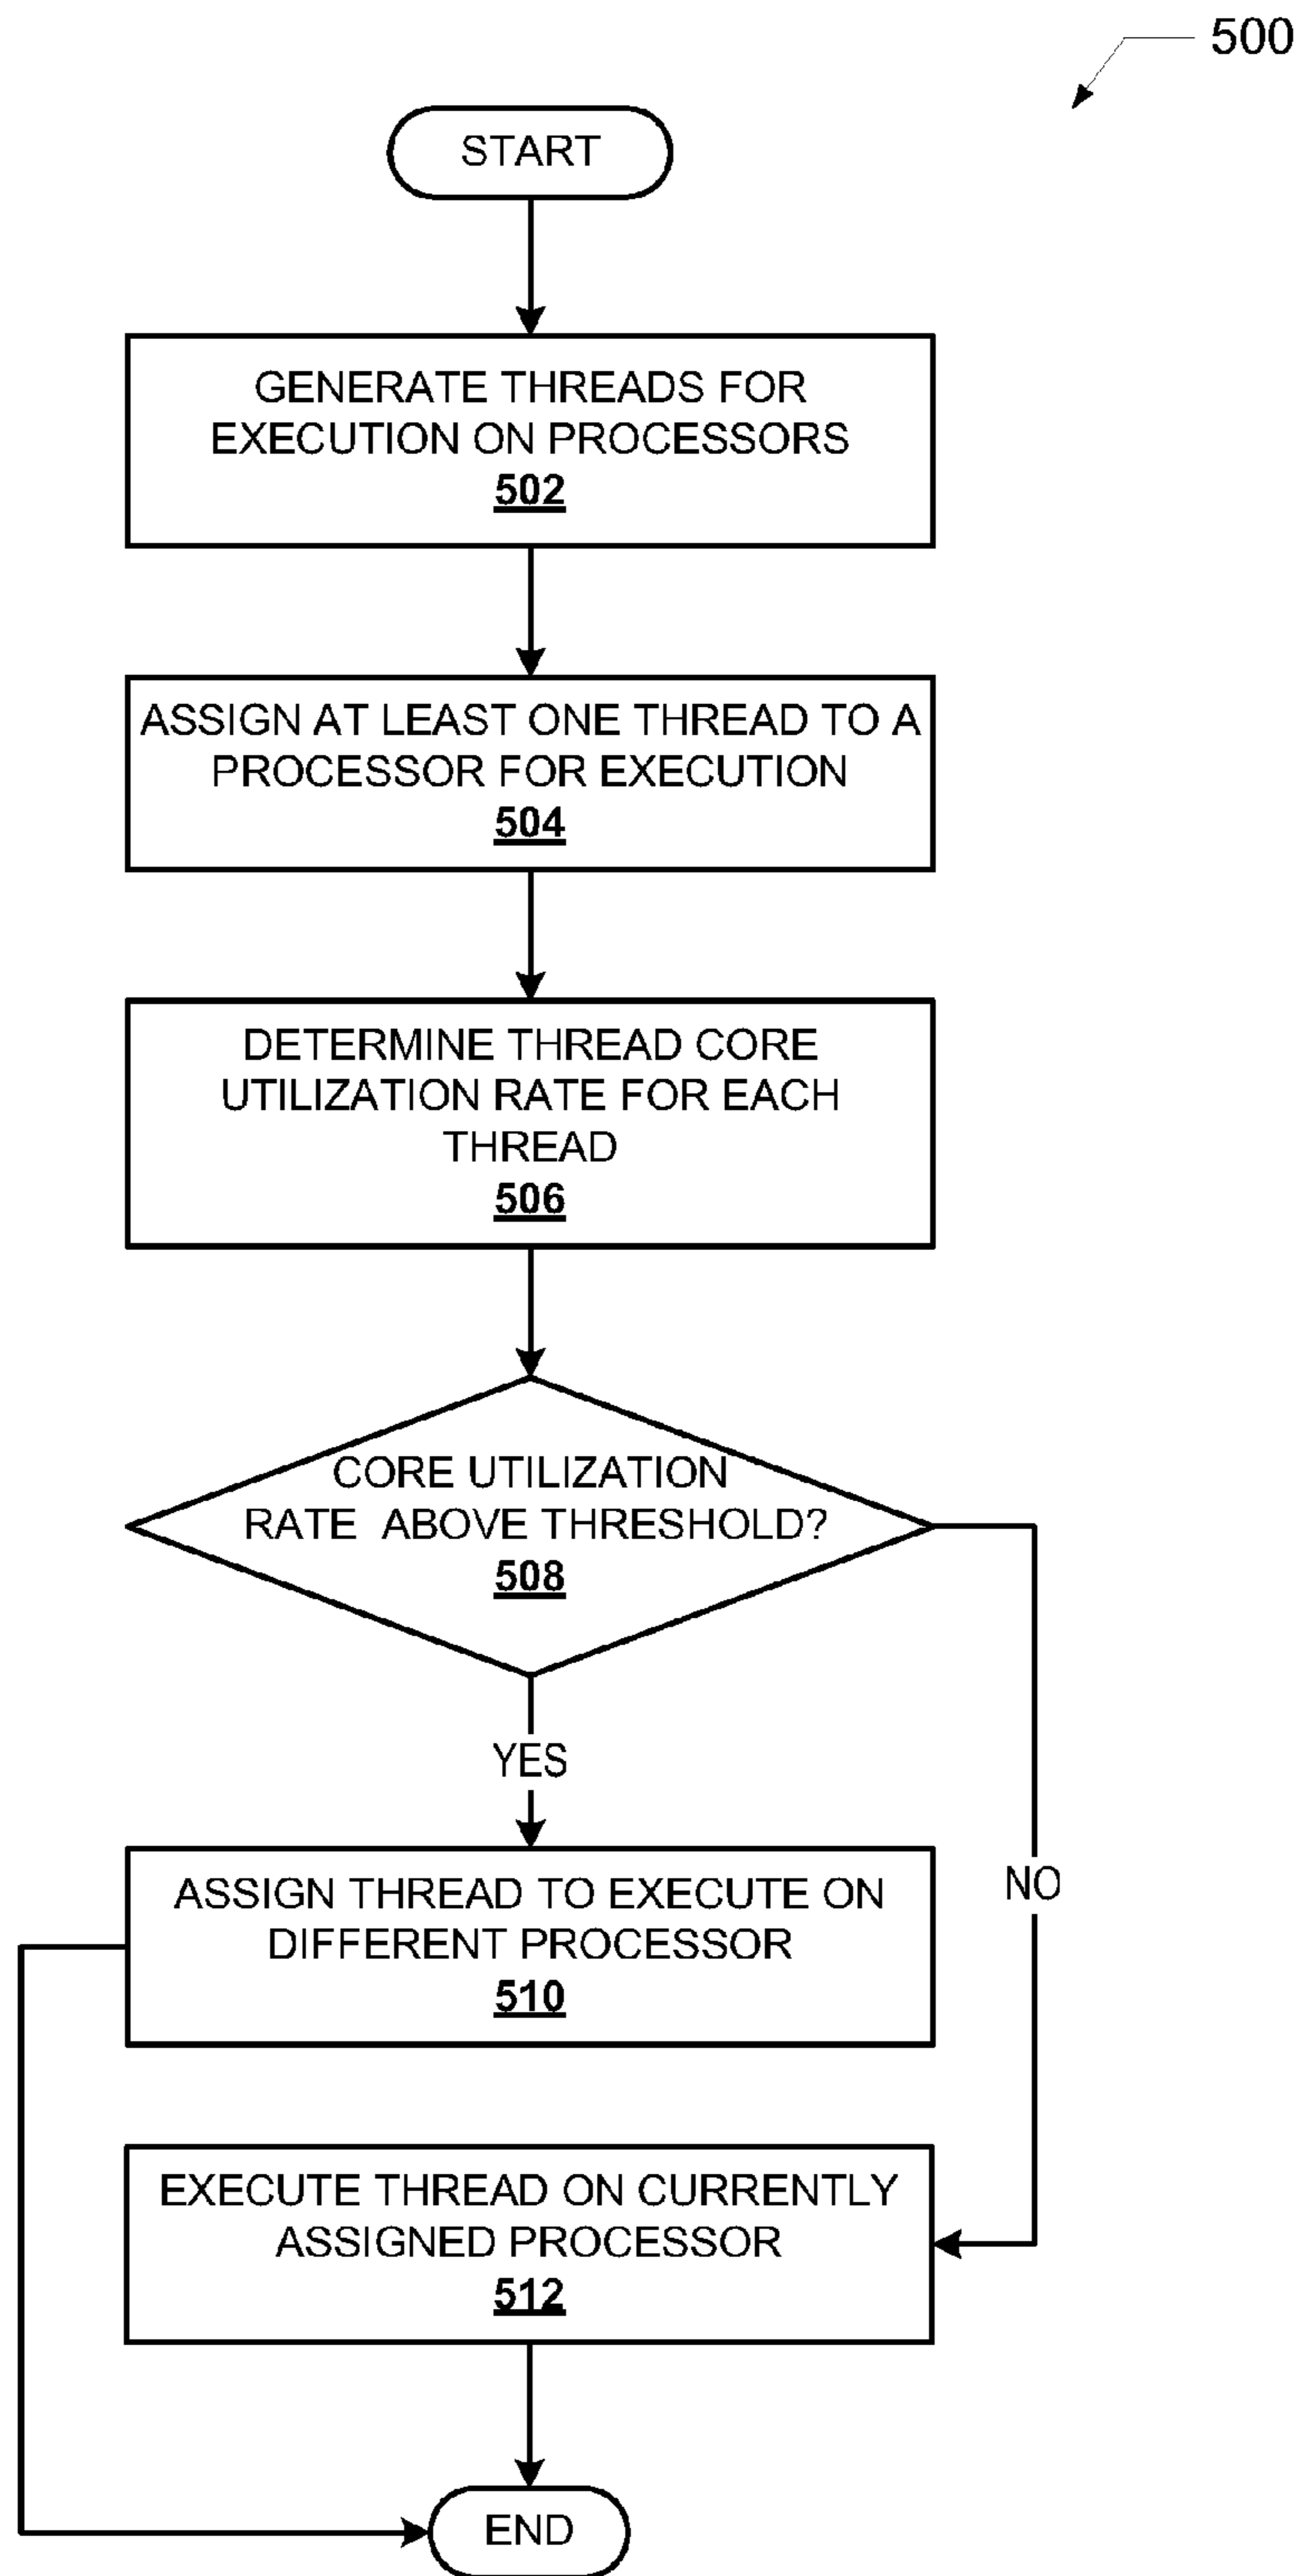 500
START
GENERATE THREADS FOR
EXECUTION ON PROCESSORS
502
ASSIGN AT LEAST ONE THREAD TO A
PROCESSOR FOR EXECUTION
504
DETERMINE THREAD CORE
UTILIZATION RATE FOR EACH
THREAD
506
CORE UTILIZATION
RATE ABOVE THRESHOLD?
508
YES
NO
ASSIGN THREAD TO EXECUTE ON
DIFFERENT PROCESSOR
510
EXECUTE THREAD ON CURRENTLY
ASSIGNED PROCESSOR
512
END